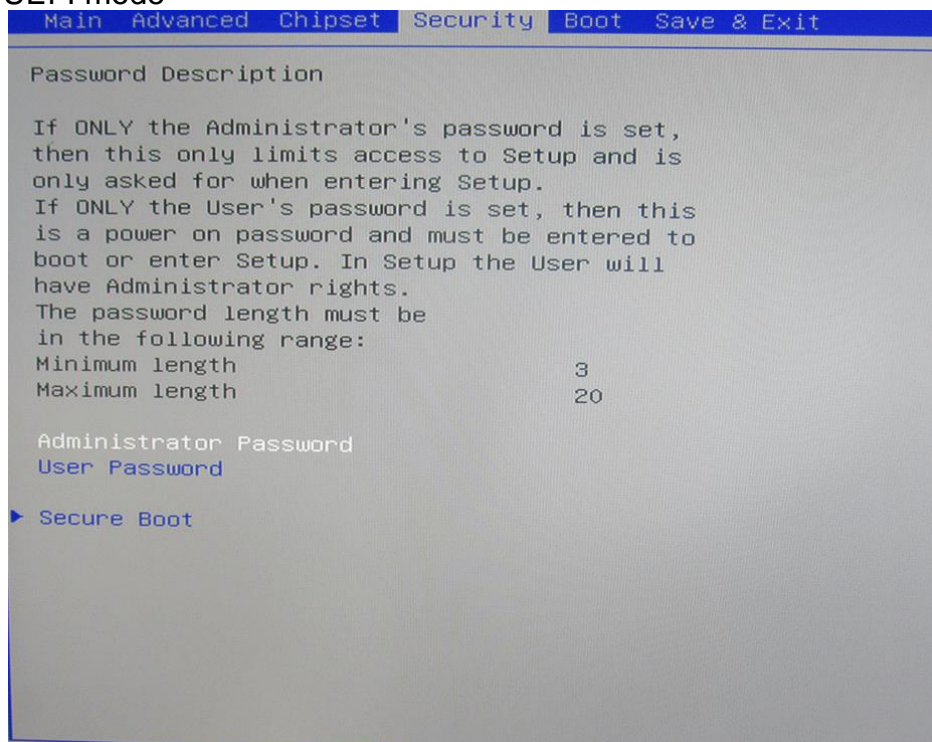 Main Advanced Chipset Security Boot Save & Exit
Password Description
If ONLY the Administrator's password is set,
then this only limits access to Setup and is
only asked for when entering Setup.
If ONLY the User's password is set, then this
is a power on password and must be entered to
boot or enter Setup. In Setup the User will
have Administrator rights.
The password length must be
in the following range:
Minimum length 3
Maximum length 20
Administrator Password
User Password
Secure Boot